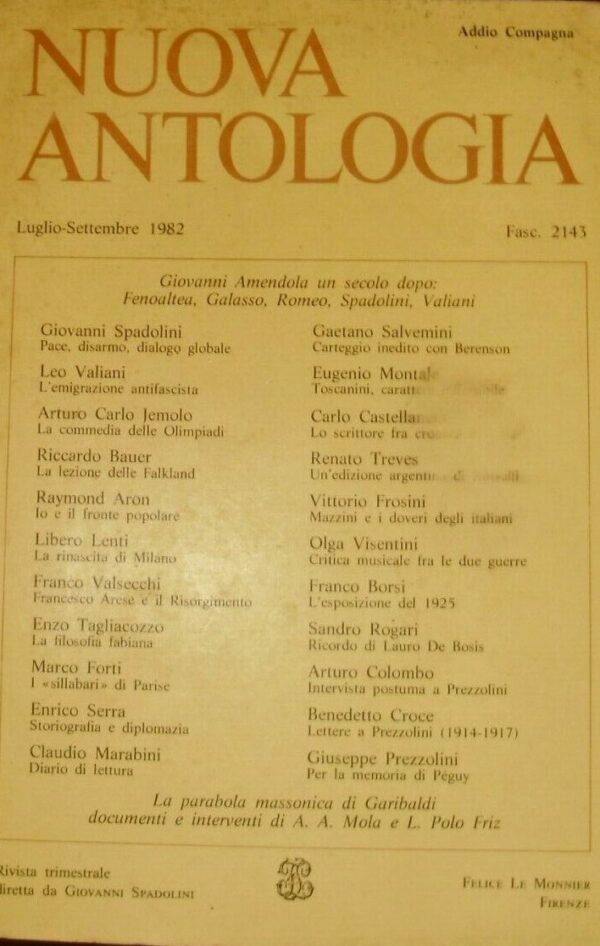 Addio Compagna
NUOVA
ANTOLOGIA
Luglio-Settembre 1982
Fasc. 2143
Giovanni Amendola un secolo dopo:
Fenoaltea, Galasso, Romeo, Spadolini, Valiani
Giovanni Spadolini
Pace, disarmo, dialogo globale
Leo Valiani
L'emigrazione antifascista
Arturo Carlo Jemolo
La commedia delle Olimpiadi
Riccardo Bauer
La lezione delle Falkland
Raymond Aron
Io e il fronte popolare
Libero Lenti
La rinascita di Milano
Franco Valsecchi
Francesco Arese e il Risorgimento
Enzo Tagliacozzo
La filosofia fabiana
Marco Forti
I «sillabari» di Parise
Enrico Serra
Storiografia e diplomazia
Claudio Marabini
Diario di lettura
Gaetano Salvemini
Carteggio inedito con Berenson
Eugenio Montale
Toscanini,
Carlo
Lo scrittore fra
Renato Treves
Un'edizione argentina di
Vittorio Frosini
Mazzini e i doveri degli italiani
Olga Visentini
Critica musicale fra le due guerre
Franco Borsi
L'esposizione del 1925
Sandro Rogari
Ricordo di Lauro De Bosis
Arturo Colombo
Intervista postuma a Prezzolini
Benedetto Croce
Lettere a Prezzolini (1914-1917)
Giuseppe Prezzolini
Per la memoria di Péguy
La parabola massonica di Garibaldi
documenti e interventi di A. A. Mola e L. Polo Friz
Rivista trimestrale
diretta da GIOVANNI SPADOLINI
FELICE LE MONNIER
FIRENZE